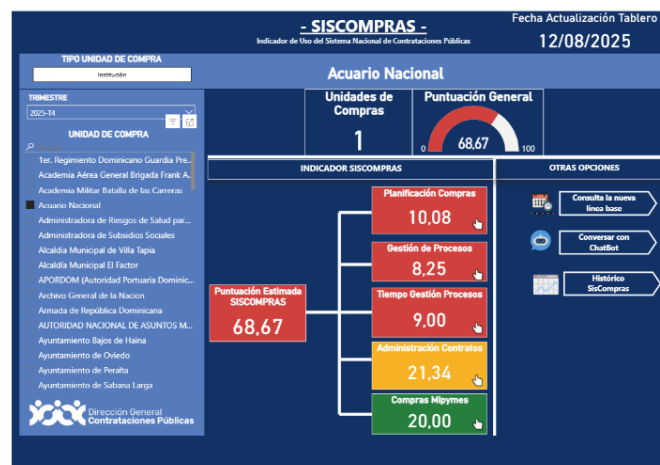 - SISCOMPRAS -
Indicador de Uso del Sistema Nacional de Contrataciones Públicas
Fecha Actualización Tablero
12/08/2025
TIPO UNIDAD DE COMPRA
Institución
Acuario Nacional
TRIMESTRE
2025-T4
UNIDAD DE COMPRA
1er. Regimiento Dominicano Guardia Pre...
Academia Aérea General Brigada Frank A...
Academia Militar Batalla de las Carreras
Acuario Nacional
Administradora de Riesgos de Salud par...
Administradora de Subsidios Sociales
Alcaldia Municipal de Villa Tapia
Alcaldía Municipal El Factor
APORDOM (Autoridad Portuaria Dominic...
Archivo General de la Nacion
Armada de República Dominicana
AUTORIDAD NACIONAL DE ASUNTOS M...
Ayuntamiento Bajos de Haina
Ayuntamiento de Oviedo
Ayuntamiento de Peralta
Ayuntamiento de Sabana Larga
Dirección General
Contrataciones Públicas
Unidades de
Compras
1
Puntuación General
0
68,67
100
INDICADOR SISCOMPRAS
Puntuación Estimada
SISCOMPRAS
68,67
Planificación Compras
10,08
Gestión de Procesos
8,25
Tiempo Gestión Procesos
9,00
Administración Contratos
21,34
Compras Mipymes
20,00
OTRAS OPCIONES
Consulta la nueva
línea base
Conversar con
ChatBot
Histórico
SisCompras